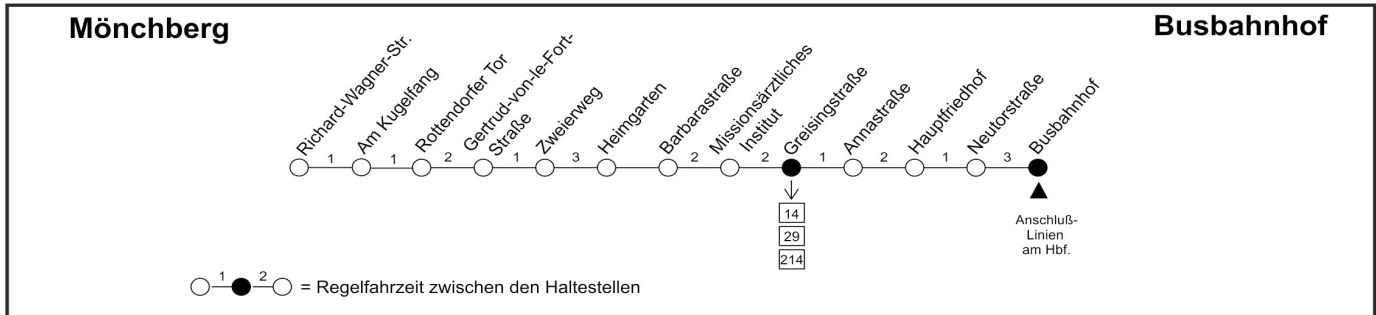 Mönchberg
Busbahnhof
Richard-Wagner-Str.
Am Kugelfang
Rottendorfer Tor
Gertrud-von-le-Fort-
Straße
Zweierweg
Heimgarten
Barbarastraße
Missionsärztliches
Institut
Greisingstraße
Annastraße
Hauptfriedhof
Neutorstraße
Busbahnhof
1 1 2 1 3 2 2 1 2 1 3
14
29
214
Anschluß-
Linien
am Hbf.
1 2 = Regelfahrzeit zwischen den Haltestellen